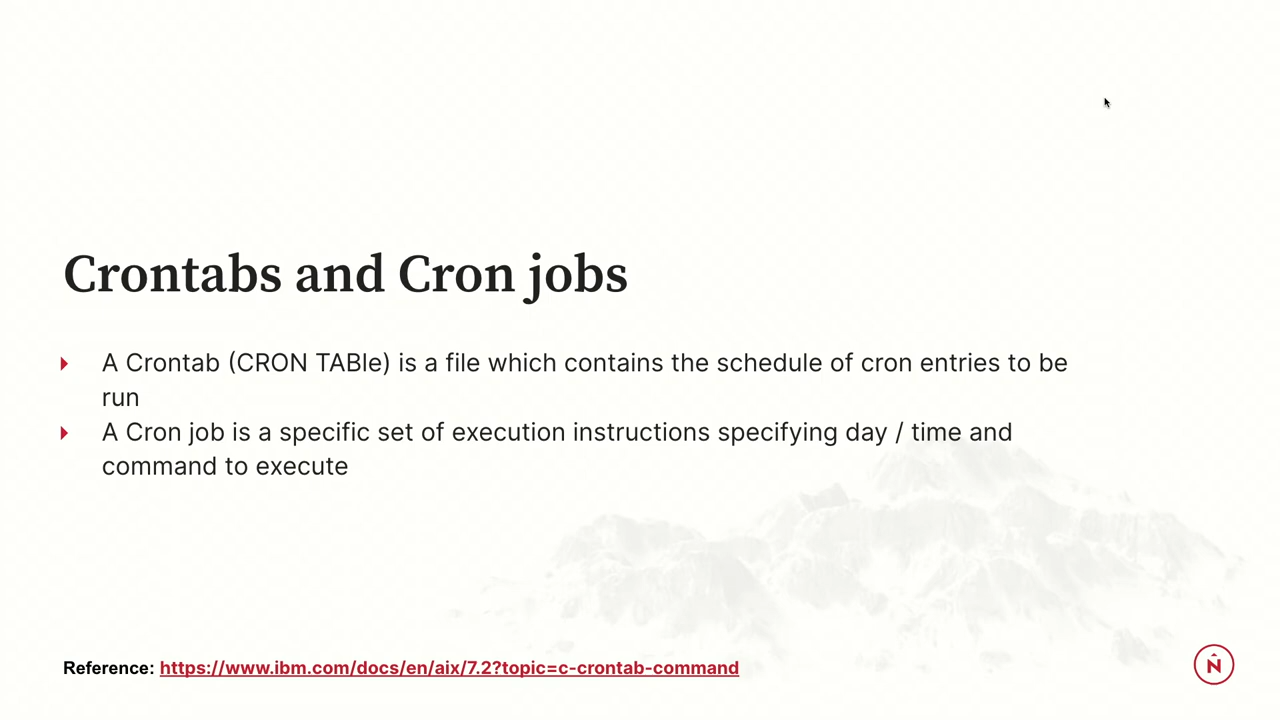 Crontabs and Cron jobs
A Crontab (CRON TABle) is a file which contains the schedule of cron entries to be
run
A Cron job is a specific set of execution instructions specifying day / time and
command to execute
Reference: https://www.ibm.com/docs/en/aix/7.2?topic=c-crontab-command
N